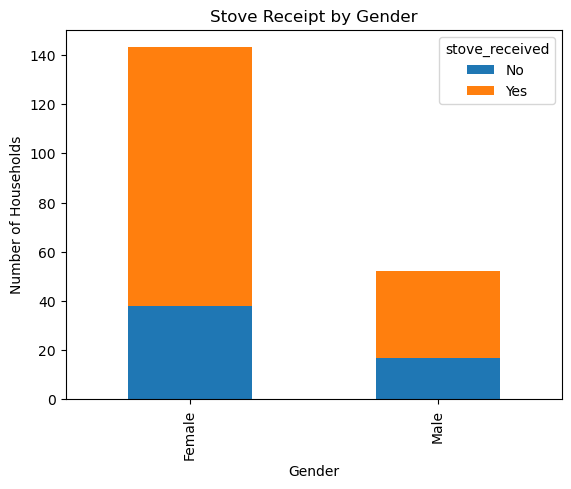 Stove Receipt by Gender
stove_received
No
Yes
Number of Households
140
120
100
80
60
40
20
0
Female
Male
Gender